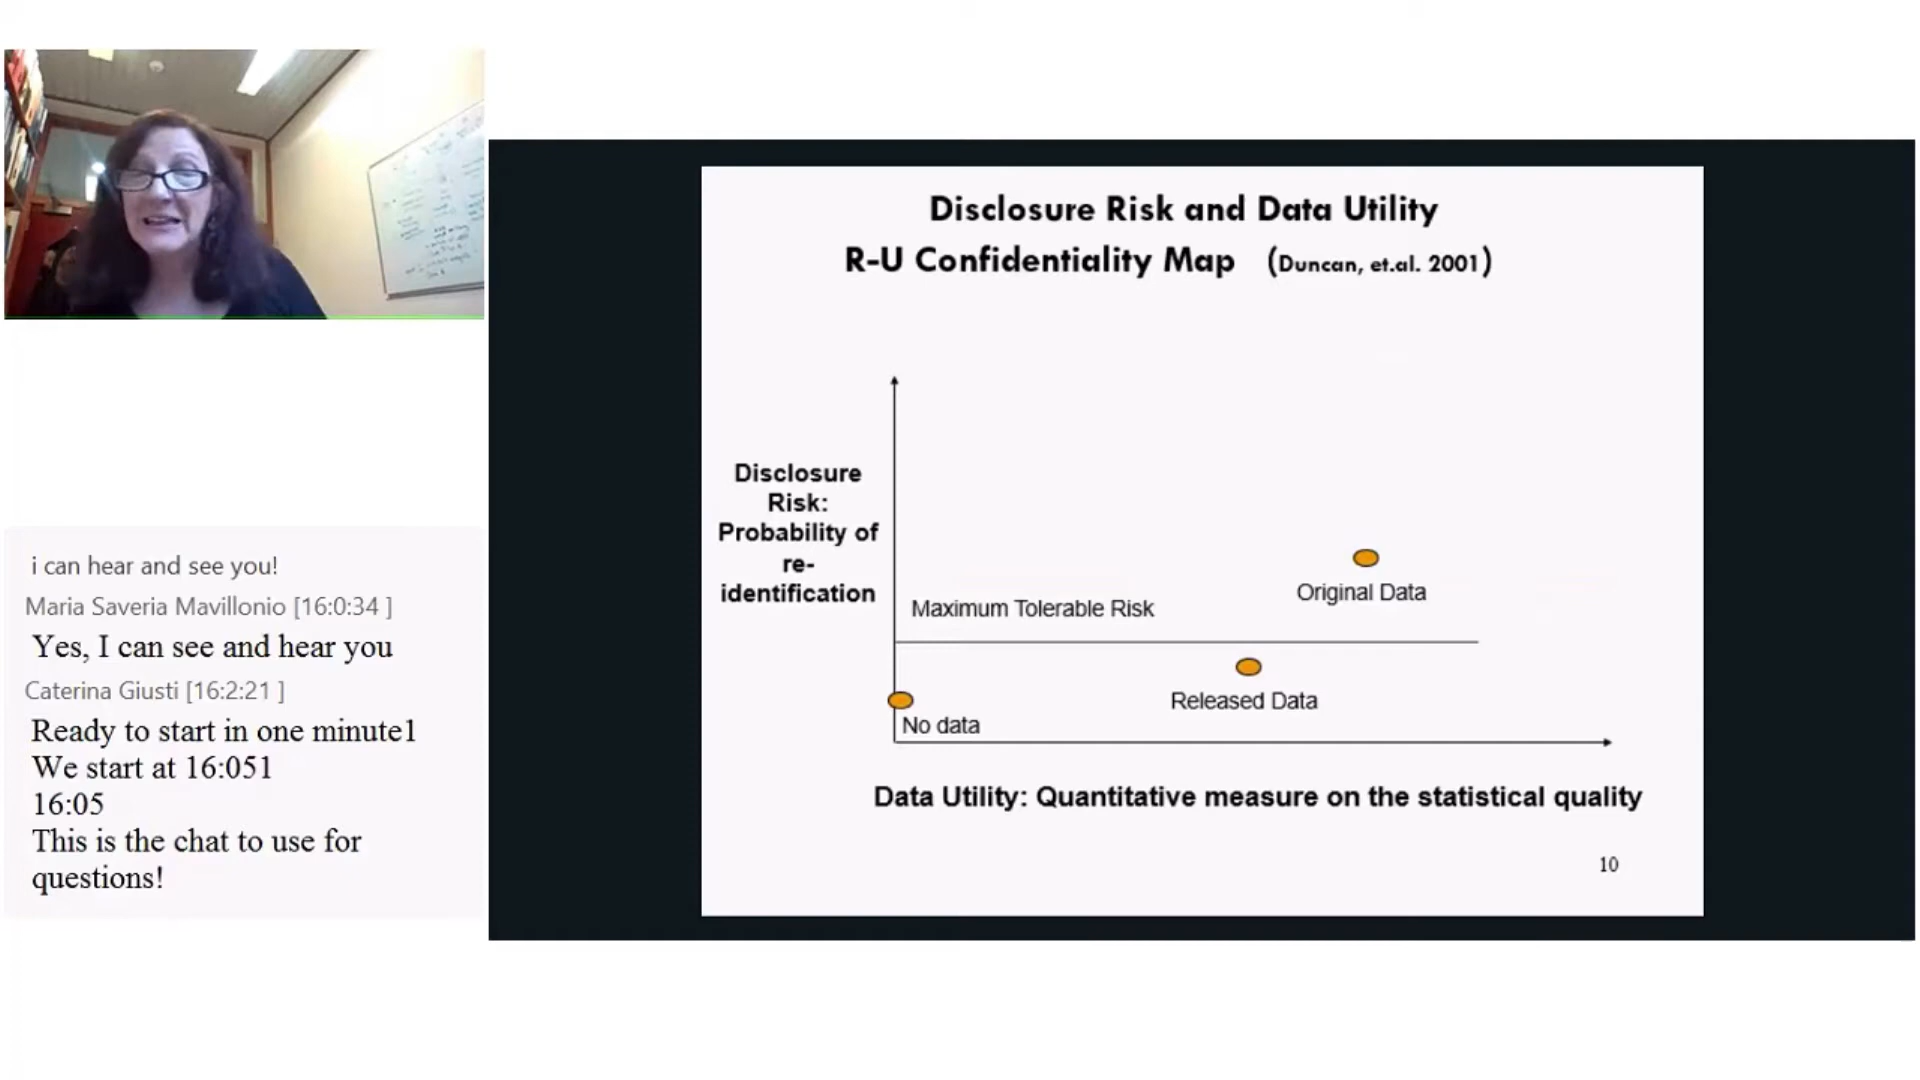 i can hear and see you!
Maria Saveria Mavillonio [16:0:34 ]
Yes, I can see and hear you
Caterina Giusti [16:2:21 ]
Ready to start in one minute1
We start at 16:051
16:05
This is the chat to use for
questions!
Disclosure Risk and Data Utility
R-U Confidentiality Map (Duncan, et.al. 2001)
Disclosure
Risk:
Probability of
re-
identification
Maximum Tolerable Risk
Original Data
Released Data
No data
Data Utility: Quantitative measure on the statistical quality
10